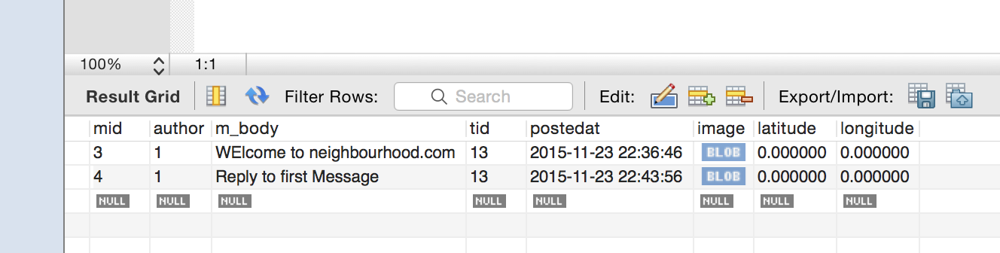 100% 1:1
Result Grid Filter Rows: Search Edit: Export/Import:
mid author m_body tid postedat image latitude longitude
3 1 WElcome to neighbourhood.com 13 2015-11-23 22:36:46 BLOB 0.000000 0.000000
4 1 Reply to first Message 13 2015-11-23 22:43:56 BLOB 0.000000 0.000000
NULL NULL NULL NULL NULL NULL NULL NULL